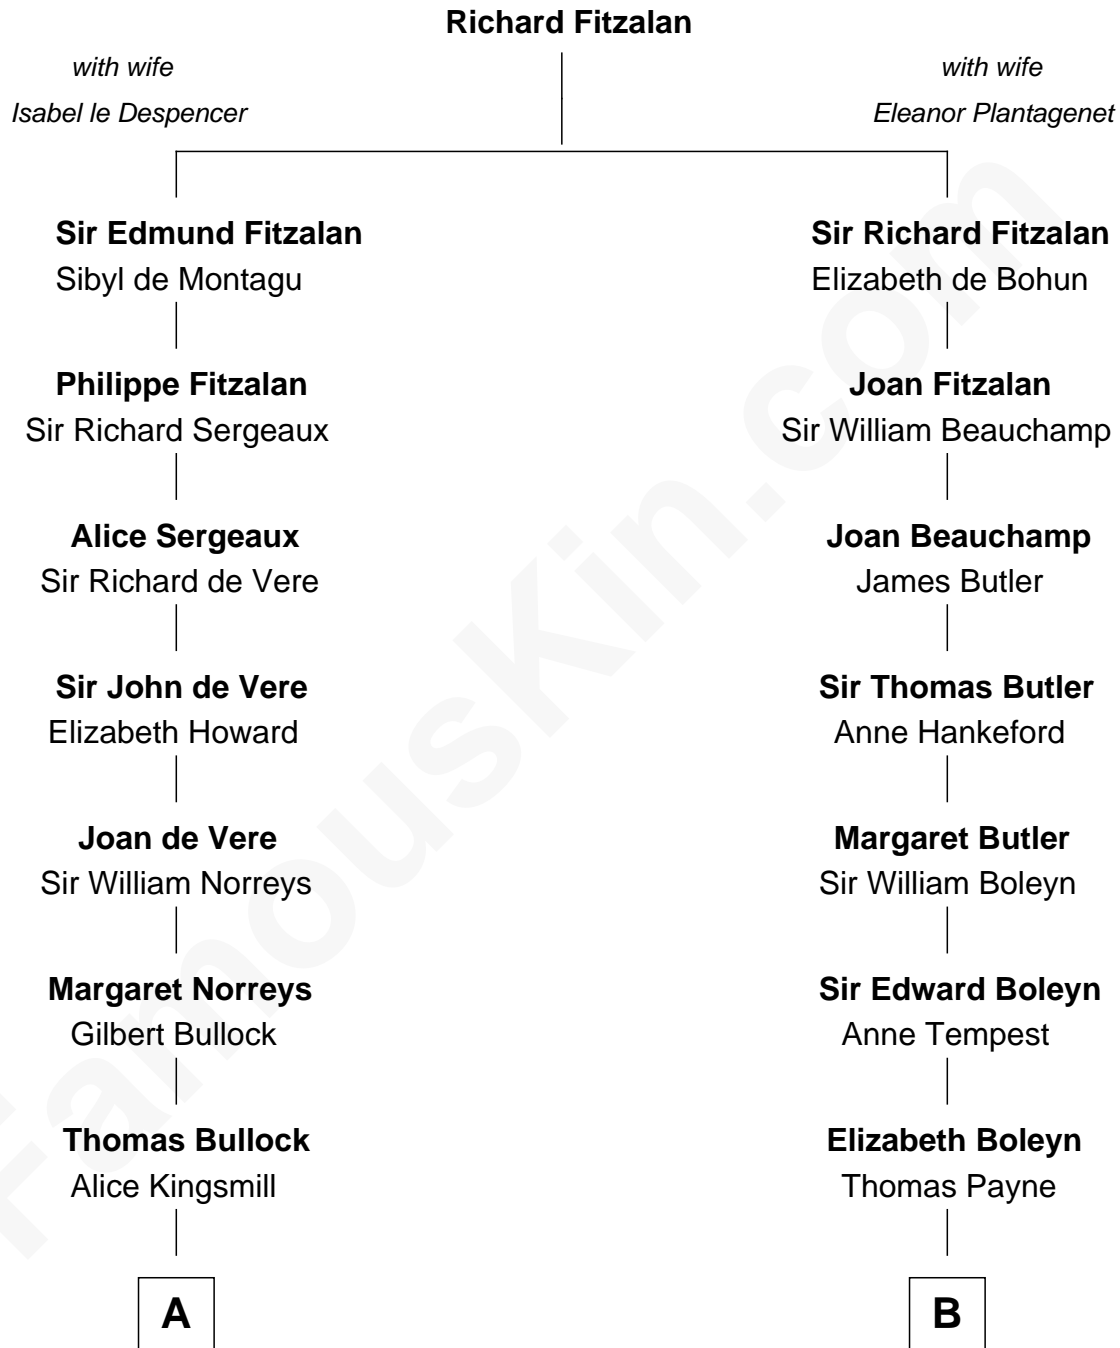 Richard Fitzalan
with wife
Isabel le Despencer
with wife
Eleanor Plantagenet
Sir Edmund Fitzalan
Sibyl de Montagu
Sir Richard Fitzalan
Elizabeth de Bohun
Philippe Fitzalan
Sir Richard Sergeaux
Joan Fitzalan
Sir William Beauchamp
Alice Sergeaux
Sir Richard de Vere
Joan Beauchamp
James Butler
Sir John de Vere
Elizabeth Howard
Sir Thomas Butler
Anne Hankeford
Joan de Vere
Sir William Norreys
Margaret Butler
Sir William Boleyn
Margaret Norreys
Gilbert Bullock
Sir Edward Boleyn
Anne Tempest
Thomas Bullock
Alice Kingsmill
Elizabeth Boleyn
Thomas Payne
A
B
FamousKin.com